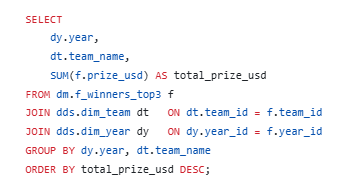 SELECT
    dy.year,
    dt.team_name,
    SUM(f.prize_usd) AS total_prize_usd
FROM dm.f_winners_top3 f
JOIN dds.dim_team dt   ON dt.team_id = f.team_id
JOIN dds.dim_year dy   ON dy.year_id = f.year_id
GROUP BY dy.year, dt.team_name
ORDER BY total_prize_usd DESC;